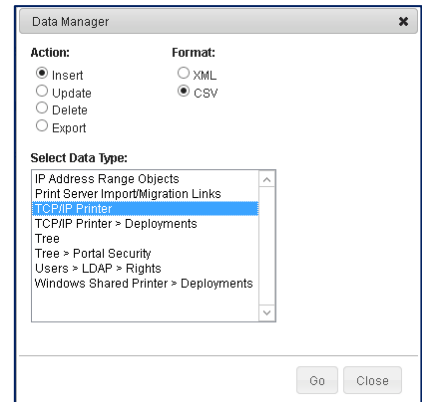 Data Manager
Action: Format:
Insert XML
Update CSV
Delete
Export
Select Data Type:
IP Address Range Objects
Print Server Import/Migration Links
TCP/IP Printer
TCP/IP Printer > Deployments
Tree
Tree > Portal Security
Users > LDAP > Rights
Windows Shared Printer > Deployments
Go Close